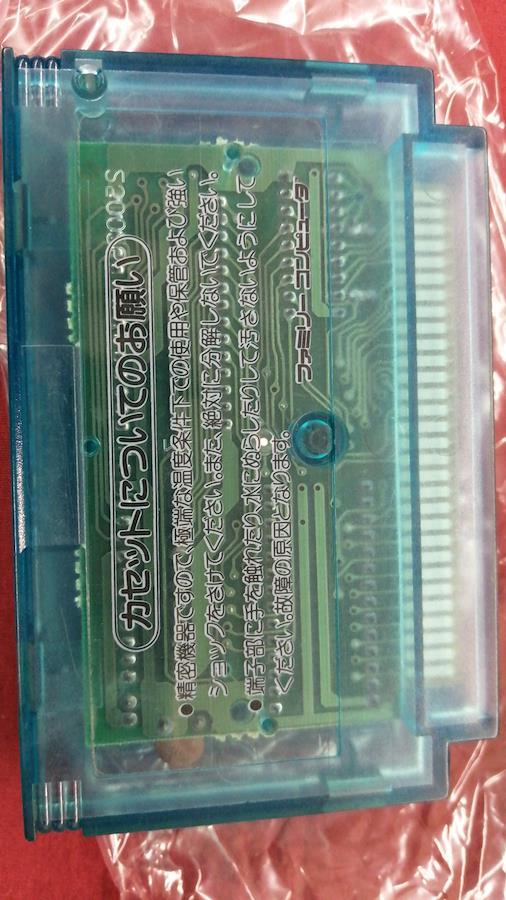 カセットについてのお願い
●精密機器ですので、極端な温度条件下での使用や保管および強い
ショックをさけてください。また、絶対に分解しないでください。
●端子部に手を触れたり、水にぬらしたりして汚さないようにして
ください。故障の原因となります。
ファミリー コンピュータ